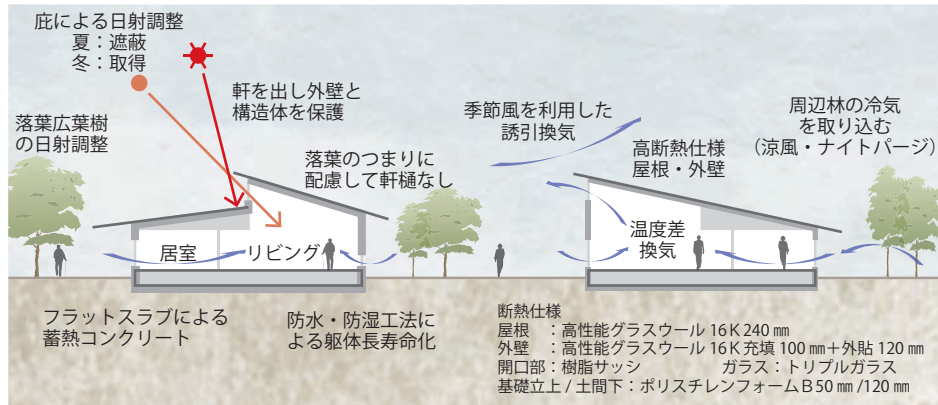 庇による日射調整
夏：遮蔽
冬：取得
軒を出し外壁と
構造体を保護
落葉広葉樹
の日射調整
落葉のつまりに
配慮して軒樋なし
居室
リビング
フラットスラブによる
蓄熱コンクリート
防水・防湿工法に
よる躯体長寿命化
季節風を利用した
誘引換気
周辺林の冷気
を取り込む
（涼風・ナイトパージ）
高断熱仕様
屋根・外壁
温度差
換気
断熱仕様
屋根　：高性能グラスウール 16K 240 ㎜
外壁　：高性能グラスウール 16K 充填 100 ㎜＋外貼 120 ㎜
開口部：樹脂サッシ　　　ガラス：トリプルガラス
基礎立上 / 土間下：ポリスチレンフォームＢ50 ㎜ /120 ㎜